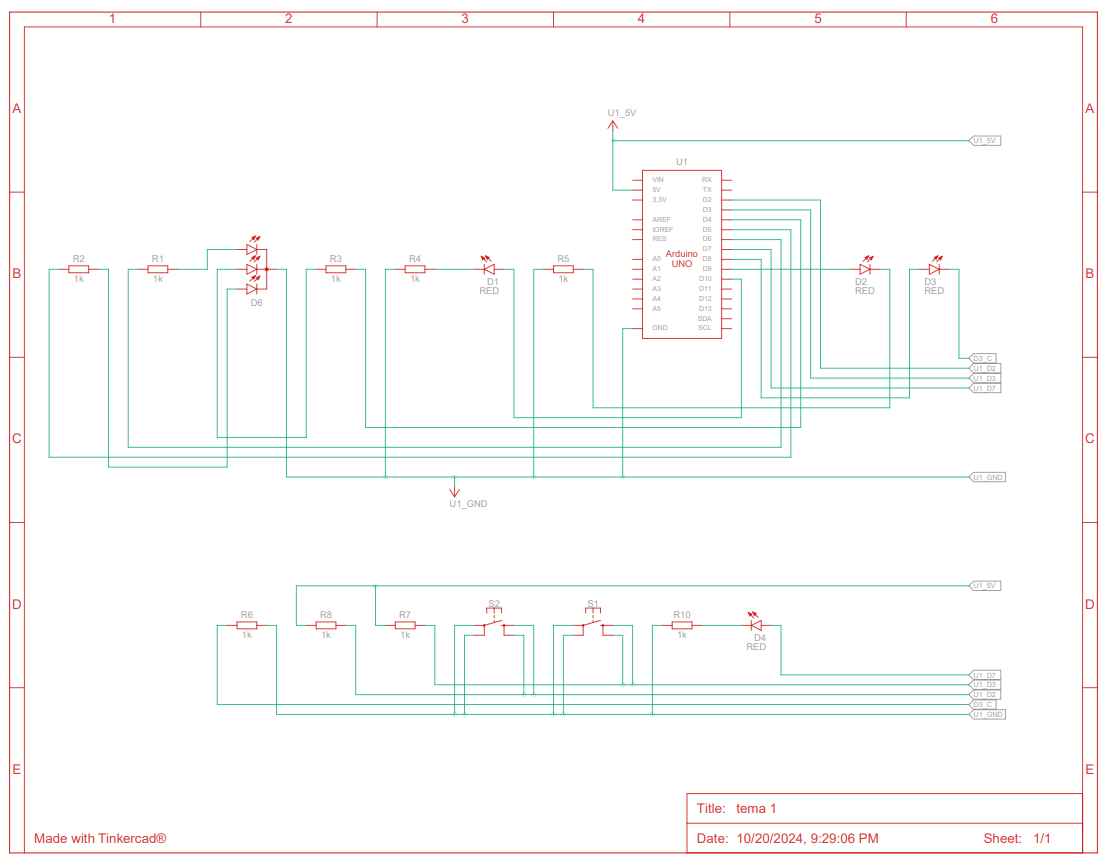 1 2 3 4 5 6
A A
U1_5V
U1_5V
U1
VIN RX
5V TX
3.3V D2
D3
AREF D4
IOREF D5
RES D6
D7
Arduino
UNO
A0 D8
A1 D9
A2 D10
A3 D11
A4 D12
A5 D13
SDA
GND SCL
B B
R2 R1 R3 R4 R5
1k 1k 1k 1k 1k
D6
D1 D2 D3
RED RED RED
D3_C
U1_D2
U1_D3
U1_D7
C C
U1_GND
U1_GND
U1_5V
D D
R6 R8 R7 S2 S1 R10
1k 1k 1k 1k
D4
RED
U1_D7
U1_D3
U1_D2
D3_C
U1_GND
E E
Title: tema 1
Made with Tinkercad®
Date: 10/20/2024, 9:29:06 PM Sheet: 1/1